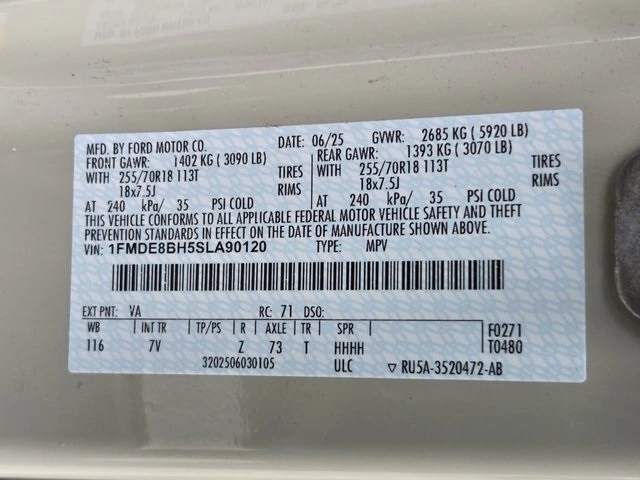 MFD. BY FORD MOTOR CO. DATE: 06/25 GVWR: 2685 KG ( 5920 LB)
FRONT GAWR: 1402 KG ( 3090 LB) REAR GAWR: 1393 KG ( 3070 LB)
WITH 255/70R18 113T TIRES WITH 255/70R18 113T TIRES
18x7.5J RIMS 18x7.5J RIMS
AT 240 kPa/ 35 PSI COLD AT 240 kPa/ 35 PSI COLD
THIS VEHICLE CONFORMS TO ALL APPLICABLE FEDERAL MOTOR VEHICLE SAFETY AND THEFT
PREVENTION STANDARDS IN EFFECT ON THE DATE OF MANUFACTURE SHOWN ABOVE.
VIN: 1FMDE8BH5SLA90120 TYPE: MPV
EXT PNT: VA RC: 71 DSO:
WB INT TR TP/PS R AXLE TR SPR F0271
116 7V Z 73 T HHHH T0480
3202506030105 ULC ▽ RU5A-3520472-AB